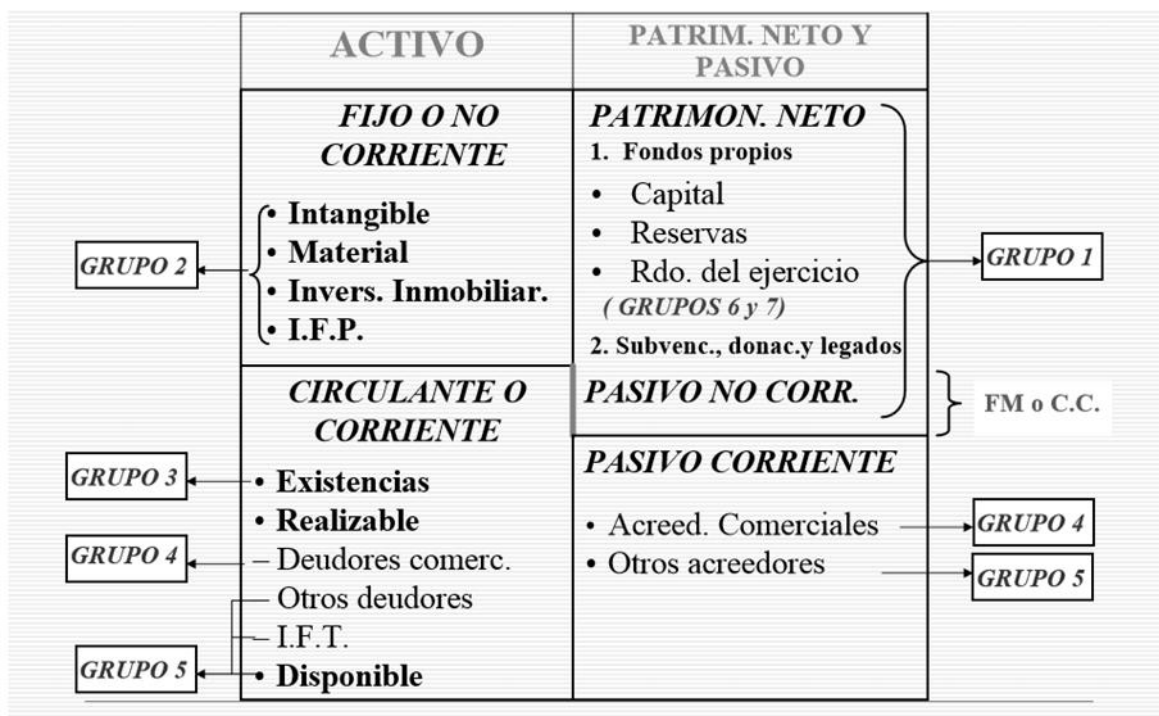 ACTIVO
PATRIM. NETO Y
PASIVO
FIJO O NO
CORRIENTE
• Intangible
• Material
• Invers. Inmobiliar.
• I.F.P.
GRUPO 2
PATRIMON. NETO
1. Fondos propios
• Capital
• Reservas
• Rdo. del ejercicio
( GRUPOS 6 y 7)
2. Subvenc., donac.y legados
PASIVO NO CORR.
GRUPO 1
FM o C.C.
CIRCULANTE O
CORRIENTE
GRUPO 3
• Existencias
• Realizable
GRUPO 4
– Deudores comerc.
– Otros deudores
– I.F.T.
GRUPO 5
• Disponible
PASIVO CORRIENTE
• Acreed. Comerciales
GRUPO 4
• Otros acreedores
GRUPO 5